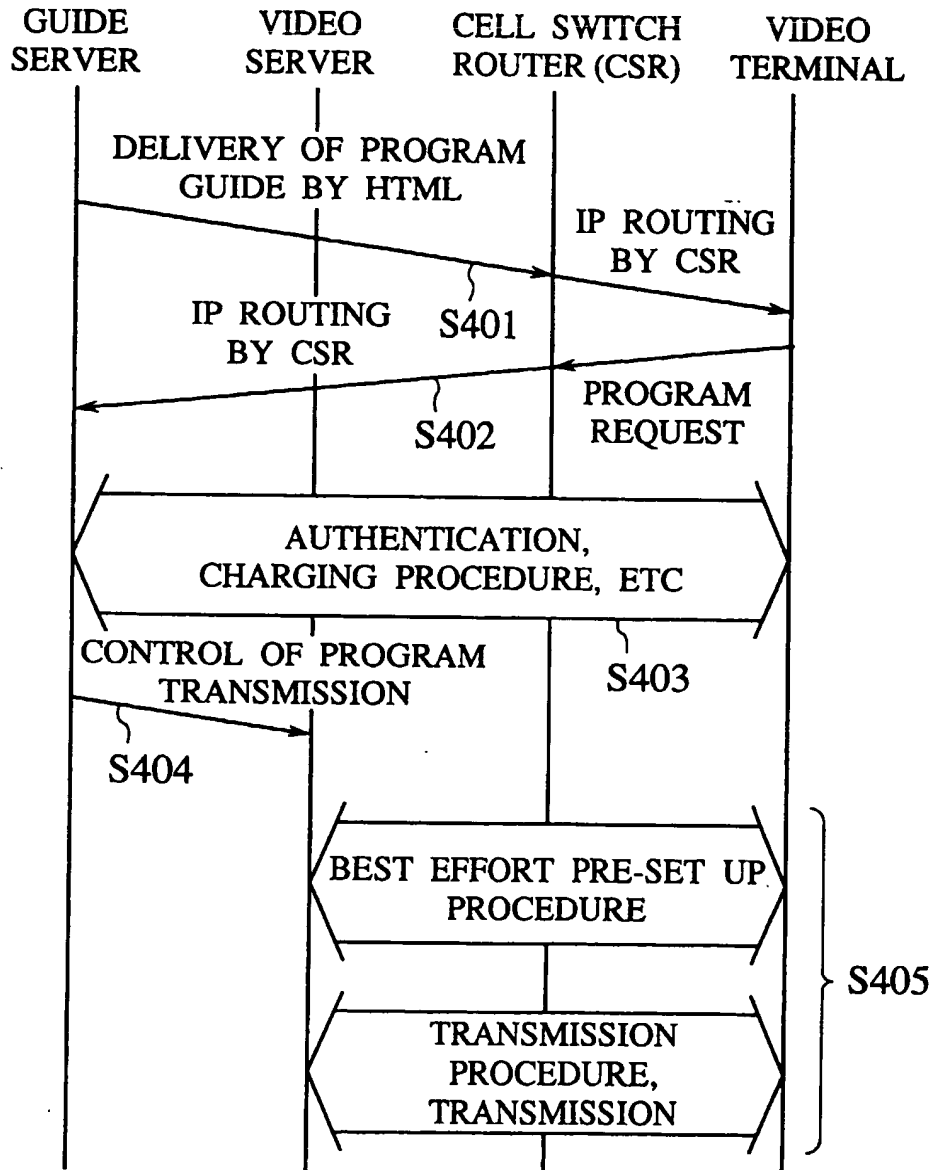 GUIDE
SERVER
VIDEO
SERVER
CELL SWITCH
ROUTER (CSR)
VIDEO
TERMINAL
DELIVERY OF PROGRAM
GUIDE BY HTML
IP ROUTING
BY CSR
S401
IP ROUTING
BY CSR
PROGRAM
REQUEST
S402
AUTHENTICATION,
CHARGING PROCEDURE, ETC
S403
CONTROL OF PROGRAM
TRANSMISSION
S404
BEST EFFORT PRE-SET UP
PROCEDURE
S405
TRANSMISSION
PROCEDURE,
TRANSMISSION